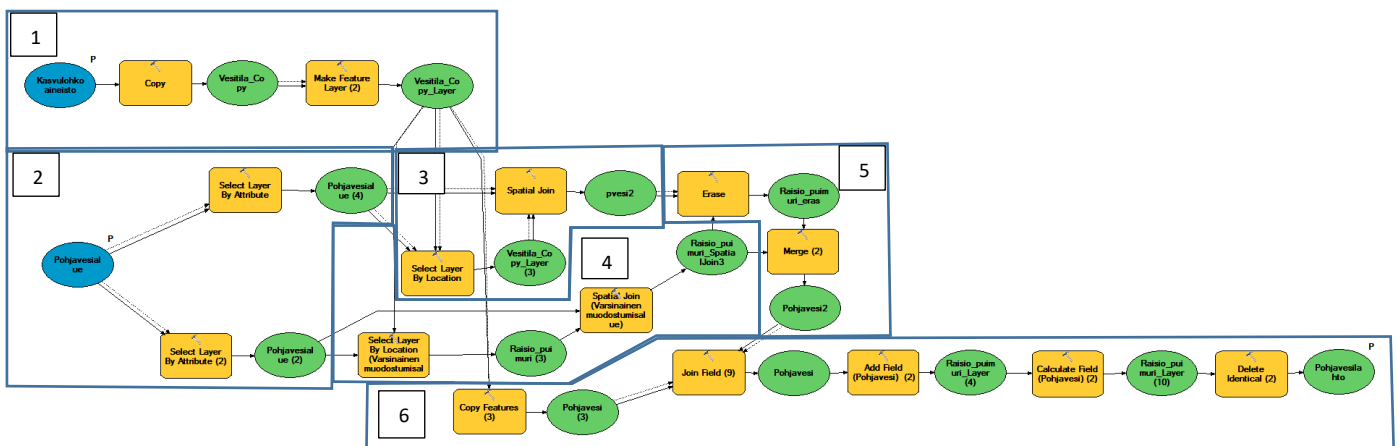 1
P
Kasvulohko
aineisto
Copy
Vesitila_Co
py
Make Feature
Layer (2)
Vesitila_Co
py_Layer
2
Select Layer
By Attribute
Pohjavesial
ue (4)
P
Pohjavesial
ue
Select Layer
By Attribute (2)
Pohjavesial
ue (2)
3
Spatial Join
pvesi2
Select Layer
By Location
Vesitila_Co
py_Layer
(3)
4
Select Layer
By Location
(Varsinainen
muodostumisal
Raisio_pui
muri (3)
Spatial Join
(Varsinainen
muodostumisal
ue)
Raisio_pui
muri_Spatia
lJoin3
5
Erase
Raisio_puim
uri_eras
Merge (2)
Pohjavesi2
6
Copy Features
(3)
Pohjavesi
(3)
Join Field (9)
Pohjavesi
Add Field
(Pohjavesi) (2)
Raisio_puim
uri_Layer
(4)
Calculate Field
(Pohjavesi) (2)
Raisio_pui
muri_Layer
(10)
Delete
Identical (2)
P
Pohjavesila
hto